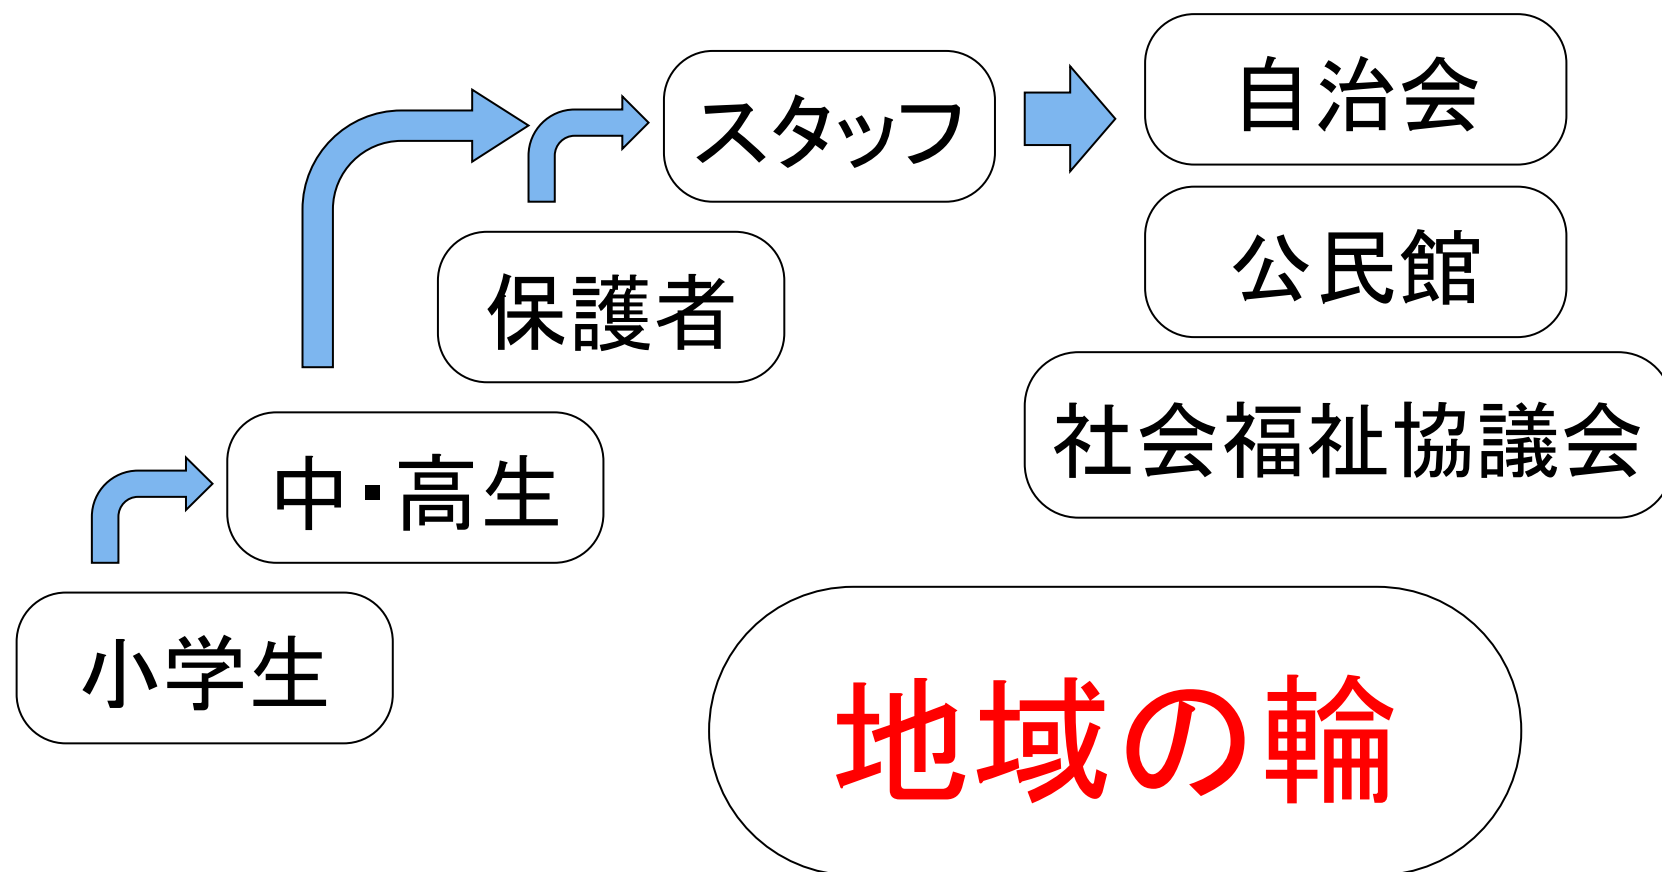 自治会
スタッフ
公民館
保護者
社会福祉協議会
中・高生
小学生
地域の輪